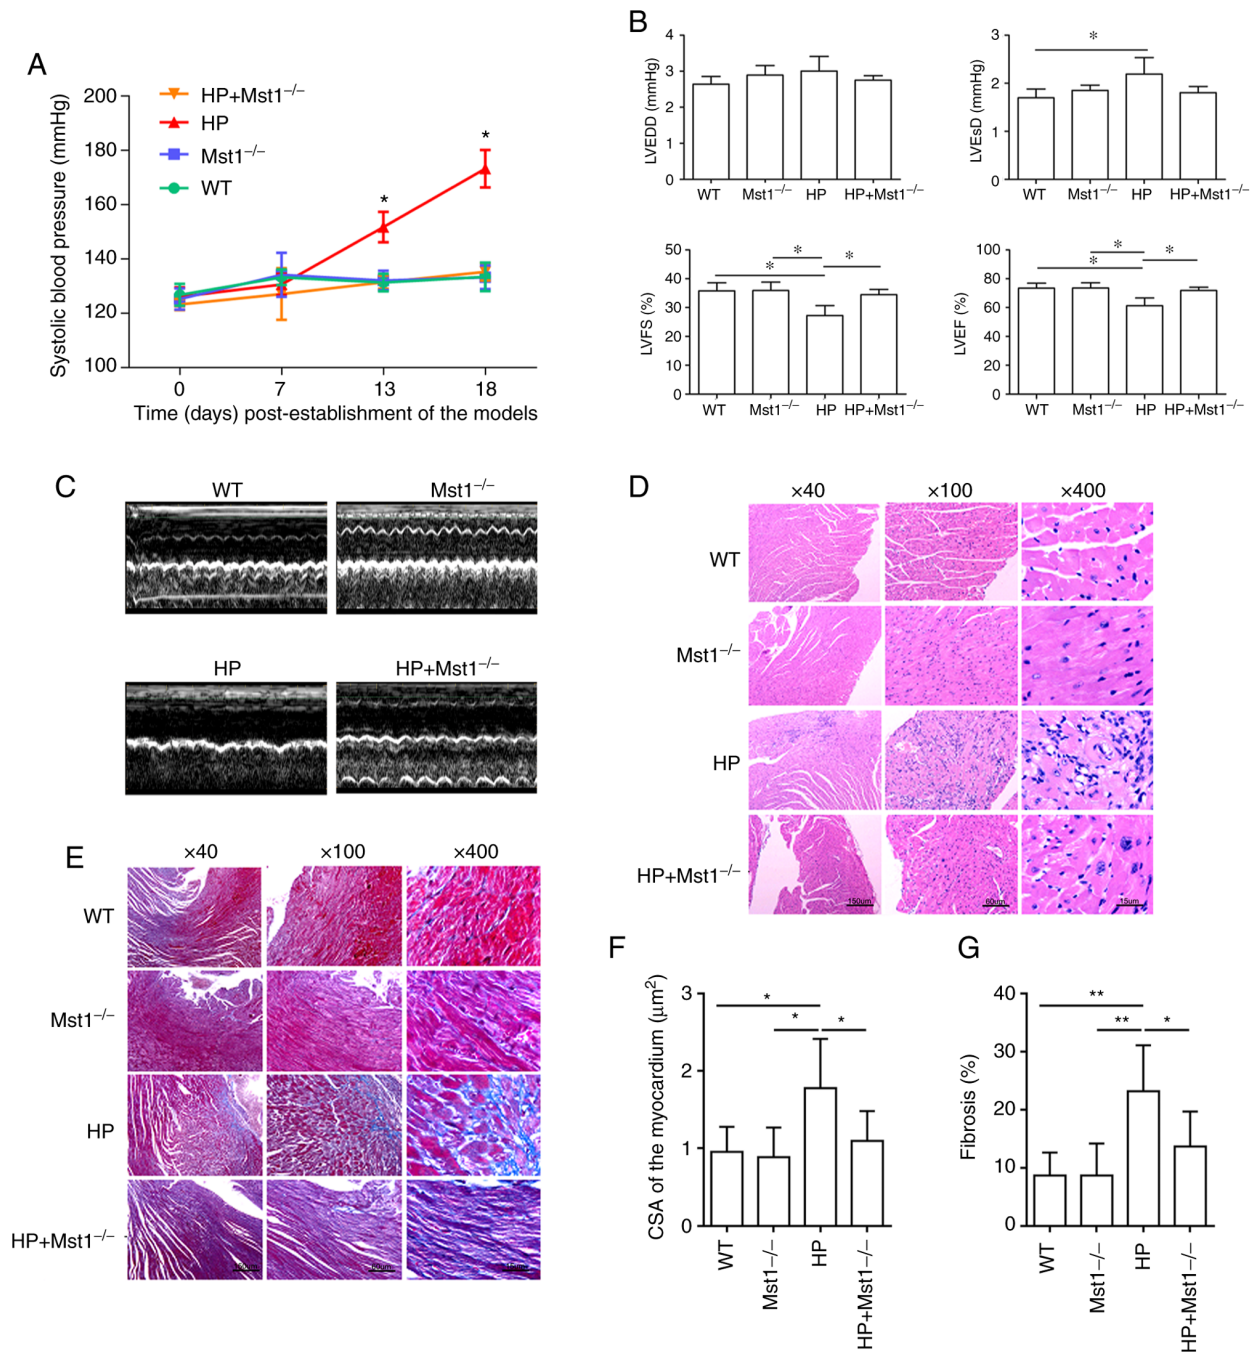 A
Systolic blood pressure (mmHg)
200
180
160
140
120
100
HP+Mst1–/–
HP
Mst1–/–
WT
*
*
0 7 13 18
Time (days) post-establishment of the models
B
LVEDD (mmHg)
4
3
2
1
0
WT Mst1–/– HP HP+Mst1–/–
LVEsD (mmHg)
3
2
1
0
*
WT Mst1–/– HP HP+Mst1–/–
LVFS (%)
50
40
30
20
10
0
*
*
*
WT Mst1–/– HP HP+Mst1–/–
LVEF (%)
100
80
60
40
20
0
*
*
*
WT Mst1–/– HP HP+Mst1–/–
C
WT Mst1–/–
HP HP+Mst1–/–
D
×40 ×100 ×400
WT
Mst1–/–
HP
HP+Mst1–/–
150um 60um 15um
E
×40 ×100 ×400
WT
Mst1–/–
HP
HP+Mst1–/–
F
CSA of the myocardium (µm2)
3
2
1
0
*
*
*
WT
Mst1–/–
HP
HP+Mst1–/–
G
Fibrosis (%)
40
30
20
10
0
**
**
*
WT
Mst1–/–
HP
HP+Mst1–/–